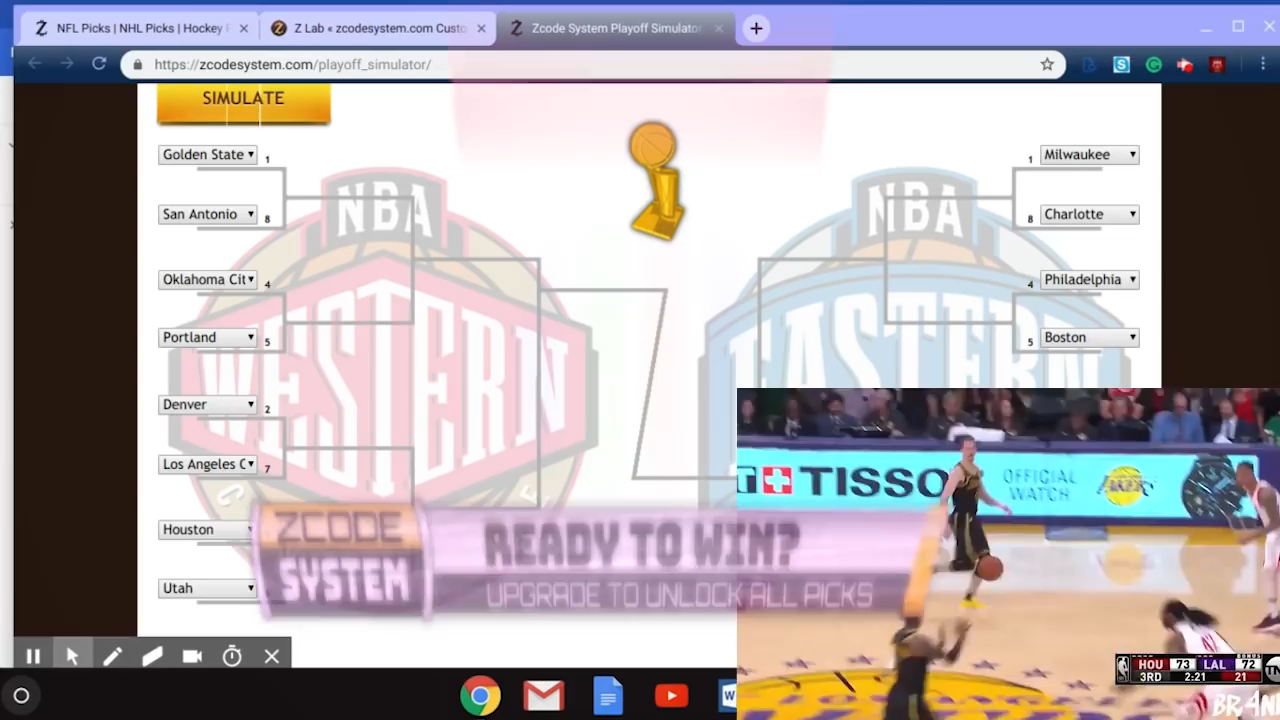 NFL Picks | NHL Picks | Hockey
Z Lab « zcodesystem.com Custo
Zcode System Playoff Simulator
https://zcodesystem.com/playoff_simulator/
SIMULATE
Golden State 1
San Antonio 8
Oklahoma Cit 4
Portland 5
Denver 2
Los Angeles C 7
Houston
Utah
1 Milwaukee
8 Charlotte
4 Philadelphia
5 Boston
NBA
WESTERN
C
NBA
EASTERN
ZCODE
SYSTEM
READY TO WIN?
UPGRADE TO UNLOCK ALL PICKS
TISSO
OFFICIAL
WATCH
LAKERS
HOU 73 LAL 72 BONUS
3RD 2:21 21
BR4N
W